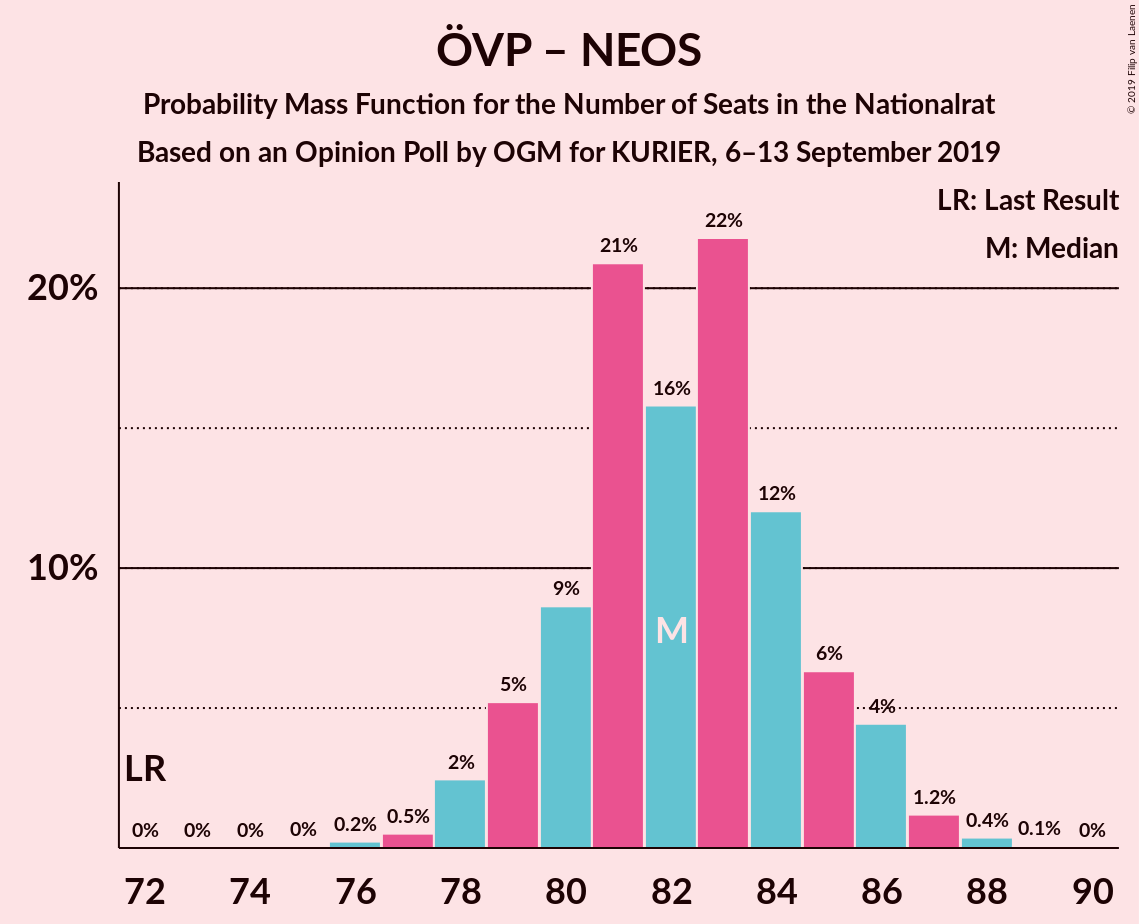 ÖVP – NEOS
Probability Mass Function for the Number of Seats in the Nationalrat
Based on an Opinion Poll by OGM for KURIER, 6–13 September 2019
© 2019 Filip van Laenen
LR: Last Result
M: Median
20%
10%
22%
21%
16%
12%
9%
M
6%
5%
4%
2%
LR
1.2%
0.5%
0.4%
0.2%
0.1%
0%
0%
0%
0%
0%
72 74 76 78 80 82 84 86 88 90